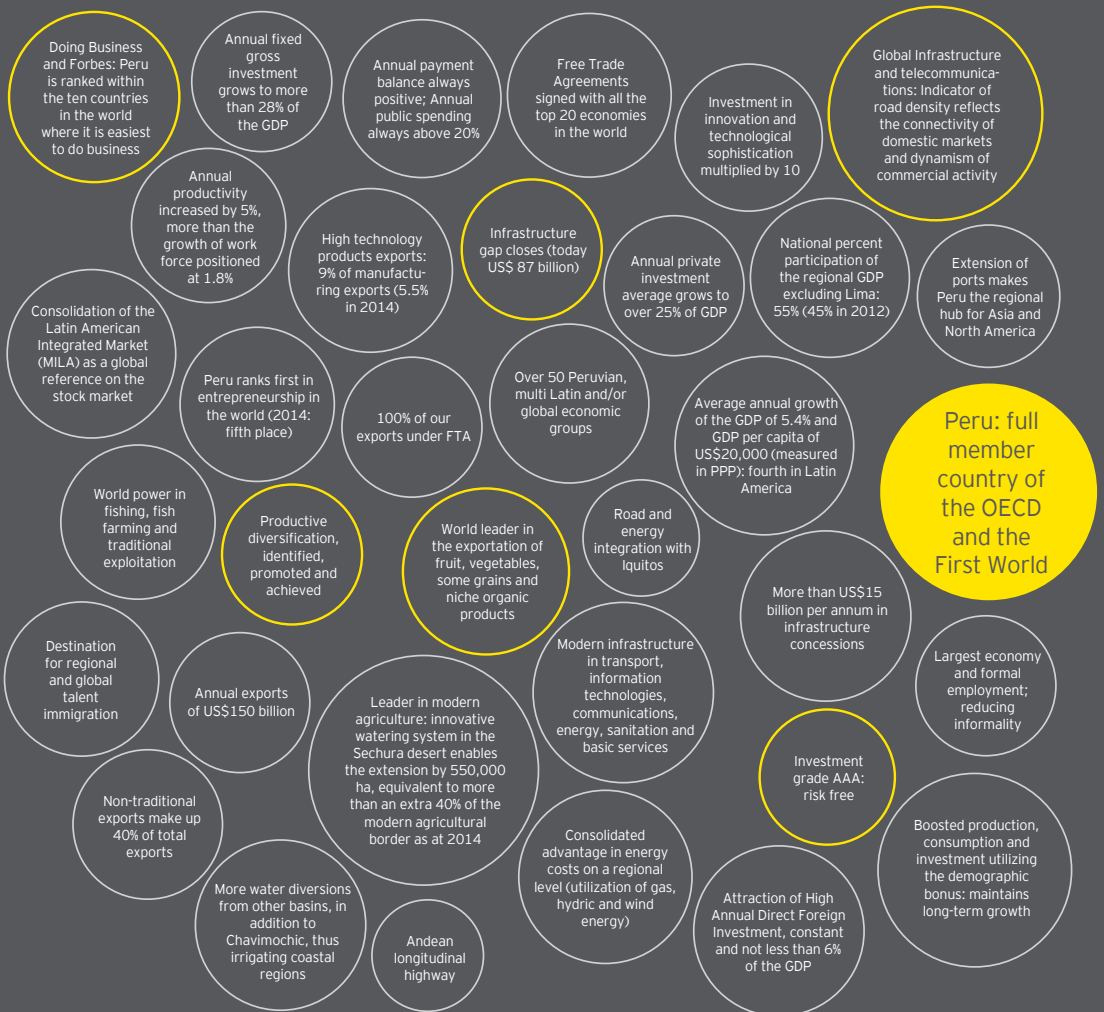 Doing Business
and Forbes: Peru
is ranked within
the ten countries
in the world
where it is easiest
to do business
Annual fixed
gross
investment
grows to more
than 28% of
the GDP
Annual payment
balance always
positive; Annual
public spending
always above 20%
Free Trade
Agreements
signed with all the
top 20 economies
in the world
Investment in
innovation and
technological
sophistication
multiplied by 10
Global Infrastructure
and telecommunica-
tions: Indicator of
road density reflects
the connectivity of
domestic markets
and dynamism of
commercial activity
Annual
productivity
increased by 5%,
more than the
growth of work
force positioned
at 1.8%
High technology
products exports:
9% of manufactu-
ring exports (5.5%
in 2014)
Infrastructure
gap closes (today
US$ 87 billion)
Annual private
investment
average grows to
over 25% of GDP
National percent
participation of
the regional GDP
excluding Lima:
55% (45% in 2012)
Extension of
ports makes
Peru the regional
hub for Asia and
North America
Consolidation of the
Latin American
Integrated Market
(MILA) as a global
reference on the
stock market
Peru ranks first in
entrepreneurship in
the world (2014:
fifth place)
100% of our
exports under FTA
Over 50 Peruvian,
multi Latin and/or
global economic
groups
Average annual growth
of the GDP of 5.4% and
GDP per capita of
US$20,000 (measured
in PPP): fourth in Latin
America
Peru: full
member
country of
the OECD
and the
First World
World power in
fishing, fish
farming and
traditional
exploitation
Productive
diversification,
identified,
promoted and
achieved
World leader in
the exportation of
fruit, vegetables,
some grains and
niche organic
products
Road and
energy
integration with
Iquitos
More than US$15
billion per annum in
infrastructure
concessions
Destination
for regional
and global
talent
immigration
Annual exports
of US$150 billion
Leader in modern
agriculture: innovative
watering system in the
Sechura desert enables
the extension by 550,000
ha, equivalent to more
than an extra 40% of the
modern agricultural
border as at 2014
Modern infrastructure
in transport,
information
technologies,
communications,
energy, sanitation and
basic services
Largest economy
and formal
employment;
reducing
informality
Investment
grade AAA:
risk free
Non-traditional
exports make up
40% of total
exports
Consolidated
advantage in energy
costs on a regional
level (utilization of gas,
hydric and wind
energy)
Boosted production,
consumption and
investment utilizing
the demographic
bonus: maintains
long-term growth
More water diversions
from other basins, in
addition to
Chavimochic, thus
irrigating coastal
regions
Andean
longitudinal
highway
Attraction of High
Annual Direct Foreign
Investment, constant
and not less than 6%
of the GDP